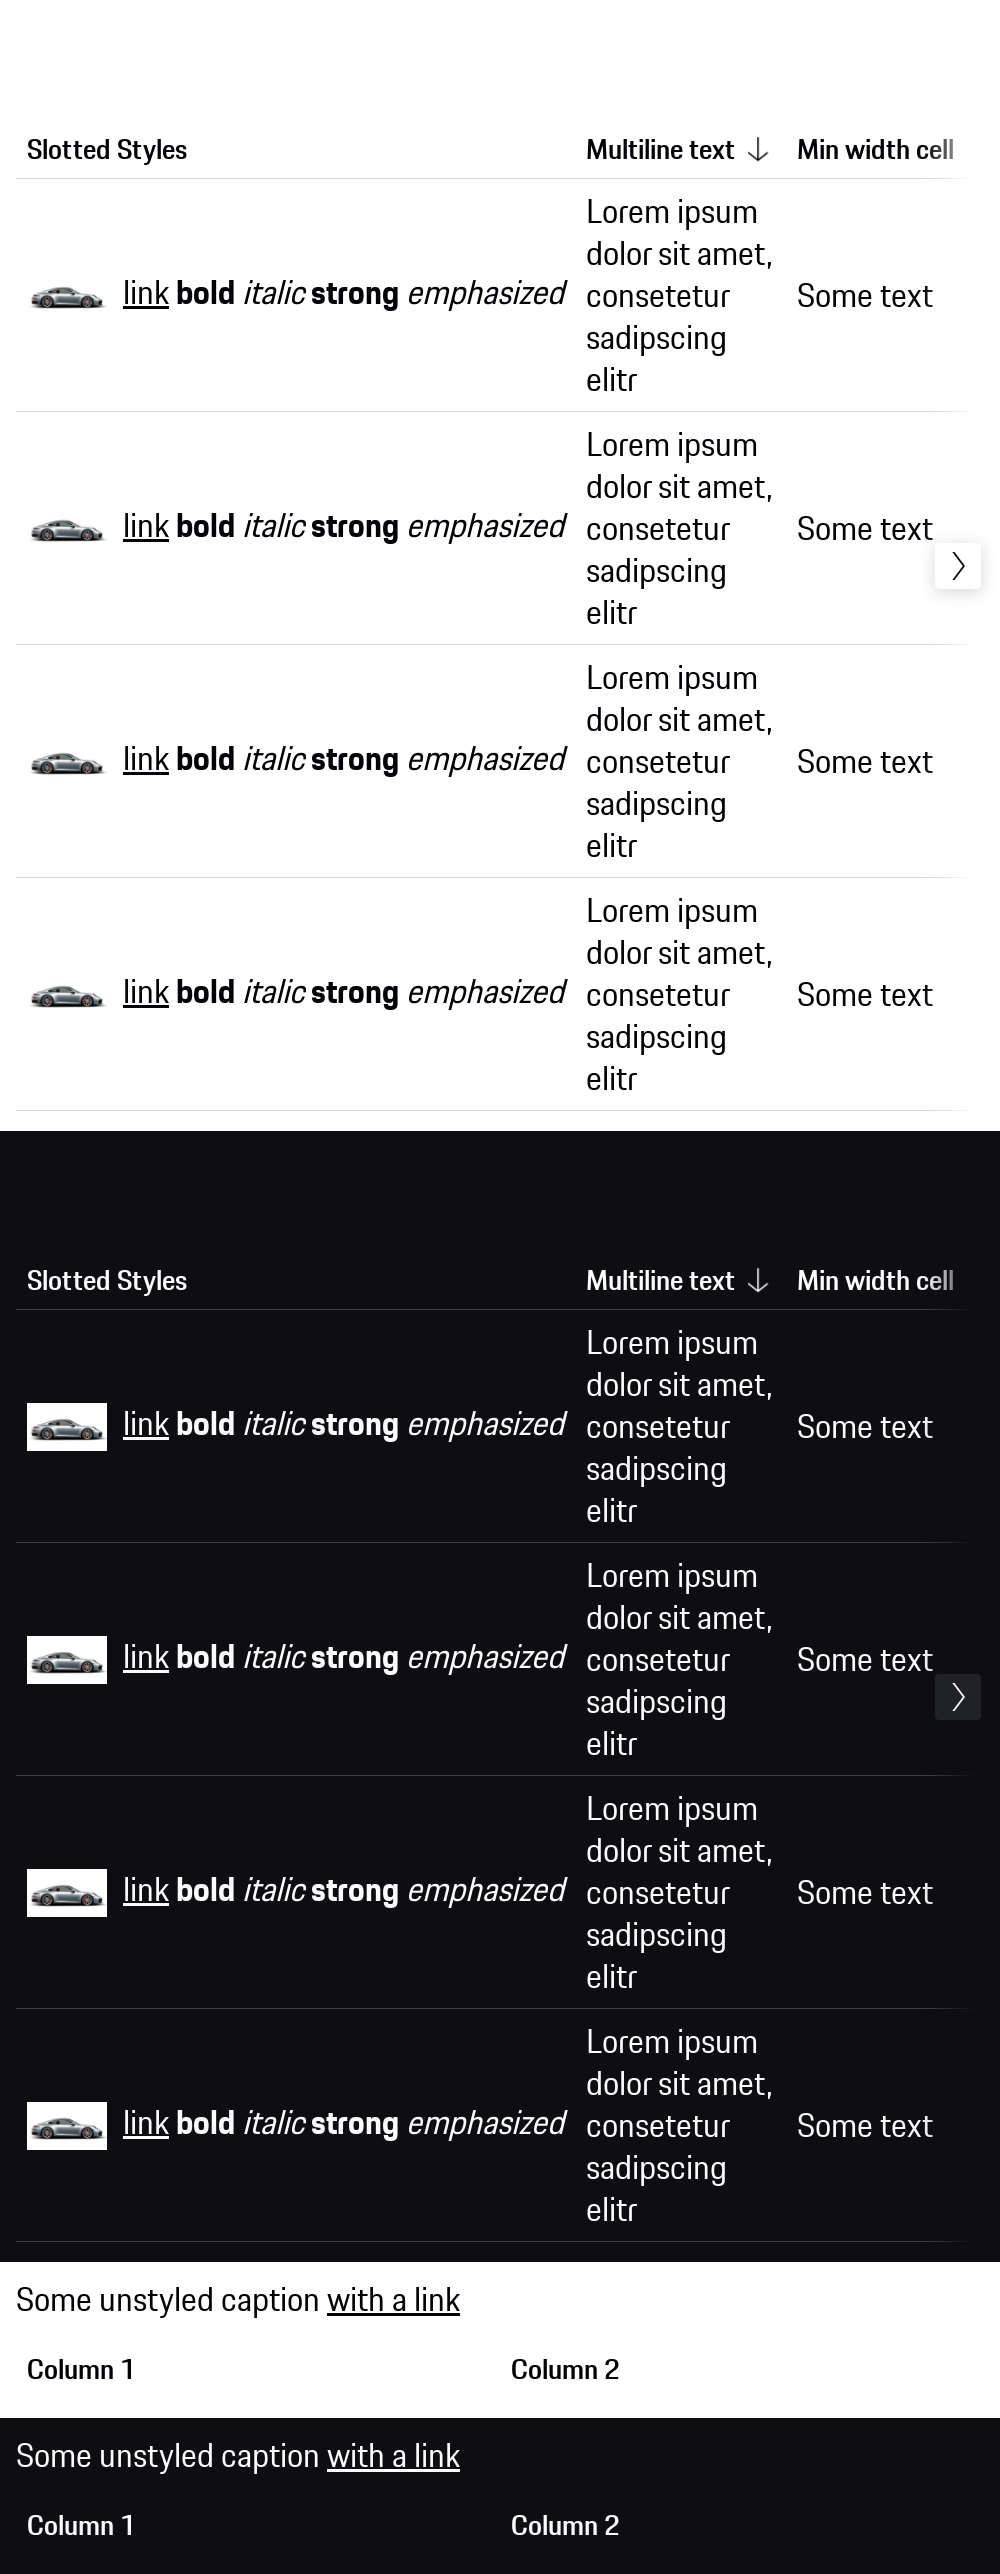 Slotted Styles Multiline text Min width cell
Lorem ipsum
dolor sit amet,
link bold italic strong emphasized consetetur Some text
sadipscing
elitr
Lorem ipsum
dolor sit amet,
link bold italic strong emphasized consetetur Some text
sadipscing
elitr
Lorem ipsum
dolor sit amet,
link bold italic strong emphasized consetetur Some text
sadipscing
elitr
Lorem ipsum
dolor sit amet,
link bold italic strong emphasized consetetur Some text
sadipscing
elitr
Slotted Styles Multiline text Min width cell
Lorem ipsum
dolor sit amet,
link bold italic strong emphasized consetetur Some text
sadipscing
elitr
Lorem ipsum
dolor sit amet,
link bold italic strong emphasized consetetur Some text
sadipscing
elitr
Lorem ipsum
dolor sit amet,
link bold italic strong emphasized consetetur Some text
sadipscing
elitr
Lorem ipsum
dolor sit amet,
link bold italic strong emphasized consetetur Some text
sadipscing
elitr
Some unstyled caption with a link
Column 1 Column 2
Some unstyled caption with a link
Column 1 Column 2